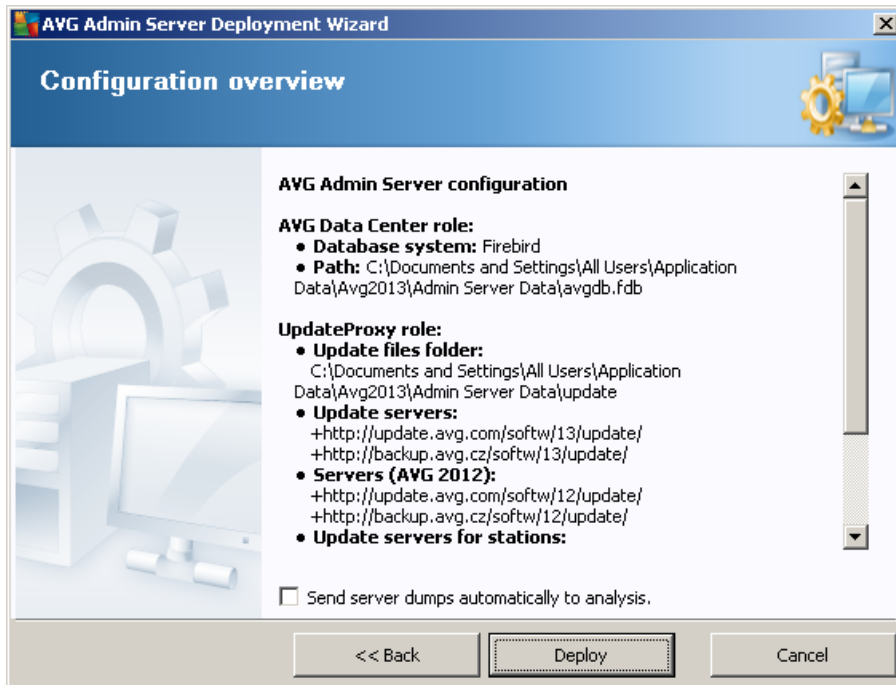 AVG Admin Server Deployment Wizard
Configuration overview
AVG Admin Server configuration
AVG Data Center role:
● Database system: Firebird
● Path: C:\Documents and Settings\All Users\Application
Data\Avg2013\Admin Server Data\avgdb.fdb
UpdateProxy role:
● Update files folder:
C:\Documents and Settings\All Users\Application
Data\Avg2013\Admin Server Data\update
● Update servers:
+http://update.avg.com/softw/13/update/
+http://backup.avg.cz/softw/13/update/
● Servers (AVG 2012):
+http://update.avg.com/softw/12/update/
+http://backup.avg.cz/softw/12/update/
● Update servers for stations:
Send server dumps automatically to analysis.
<< Back
Deploy
Cancel